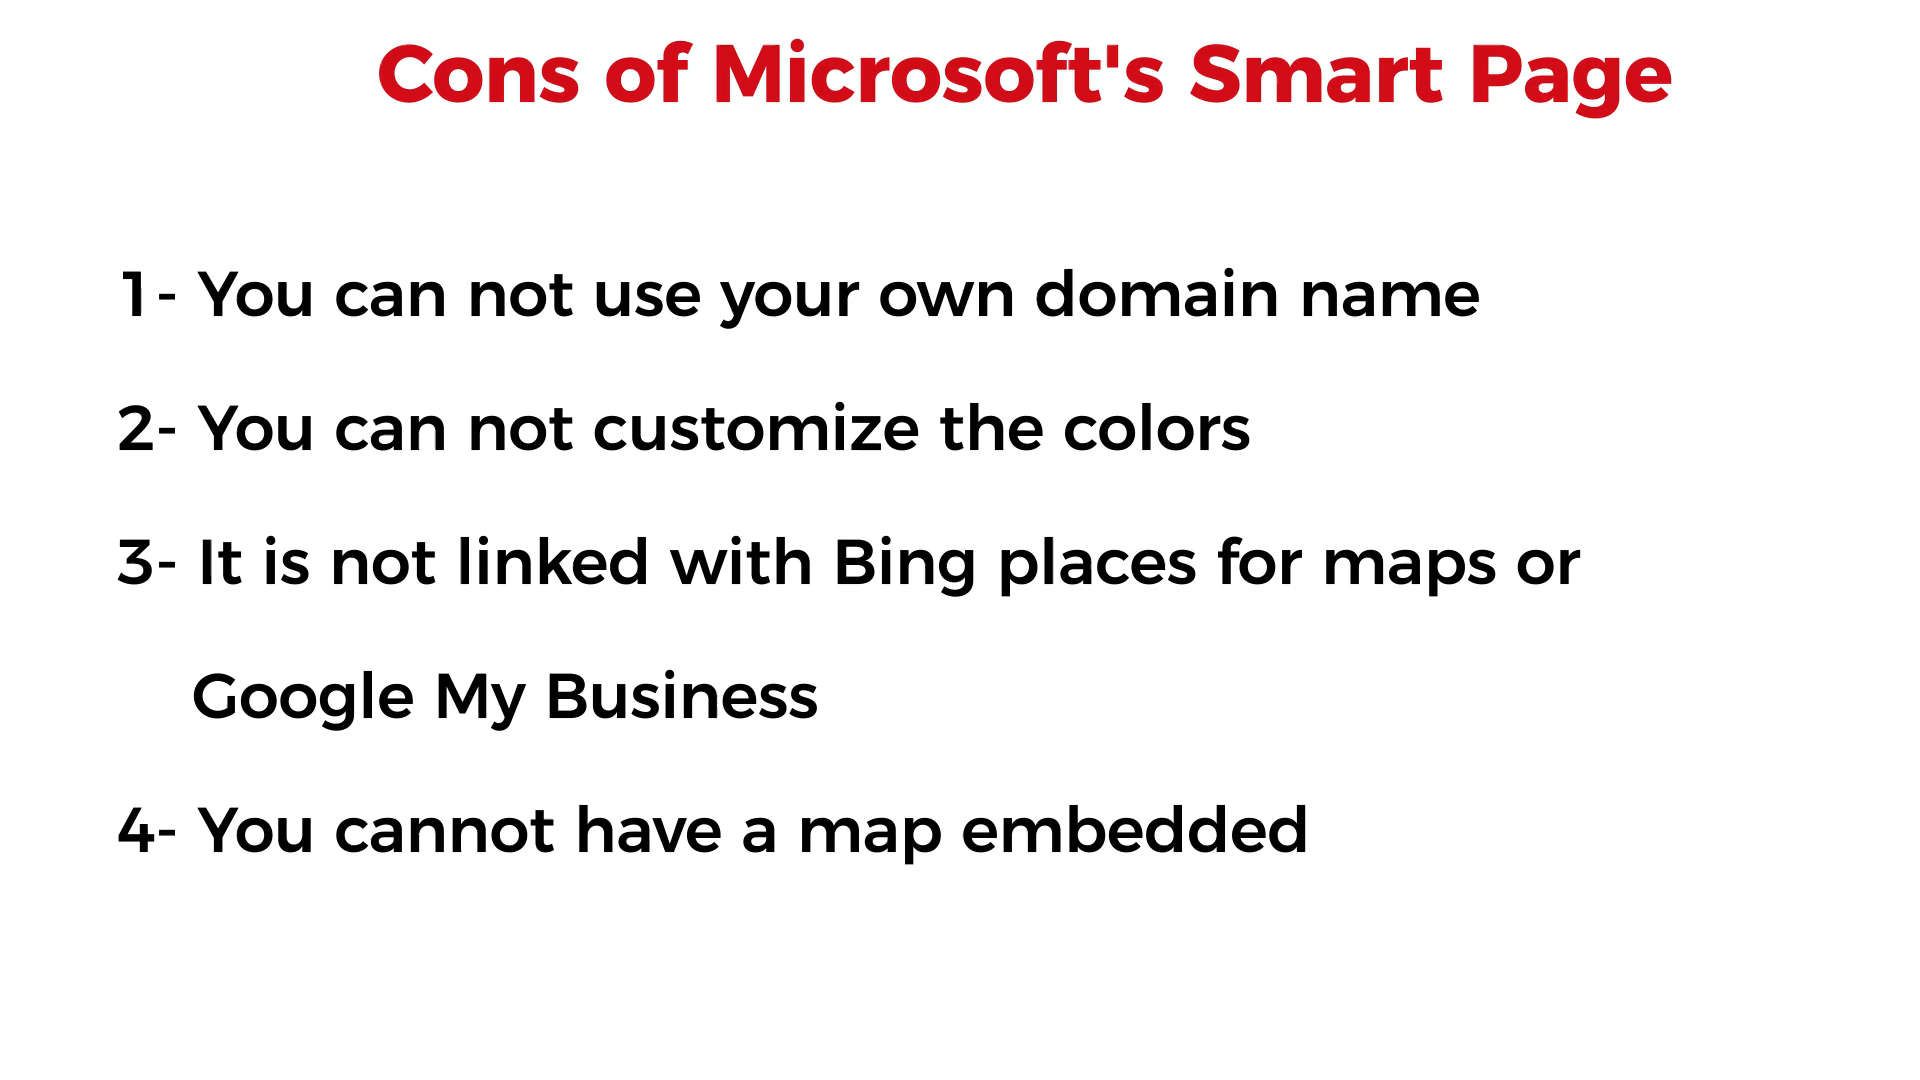 Cons of Microsoft's Smart Page
1- You can not use your own domain name
2- You can not customize the colors
3- It is not linked with Bing places for maps or
Google My Business
4- You cannot have a map embedded